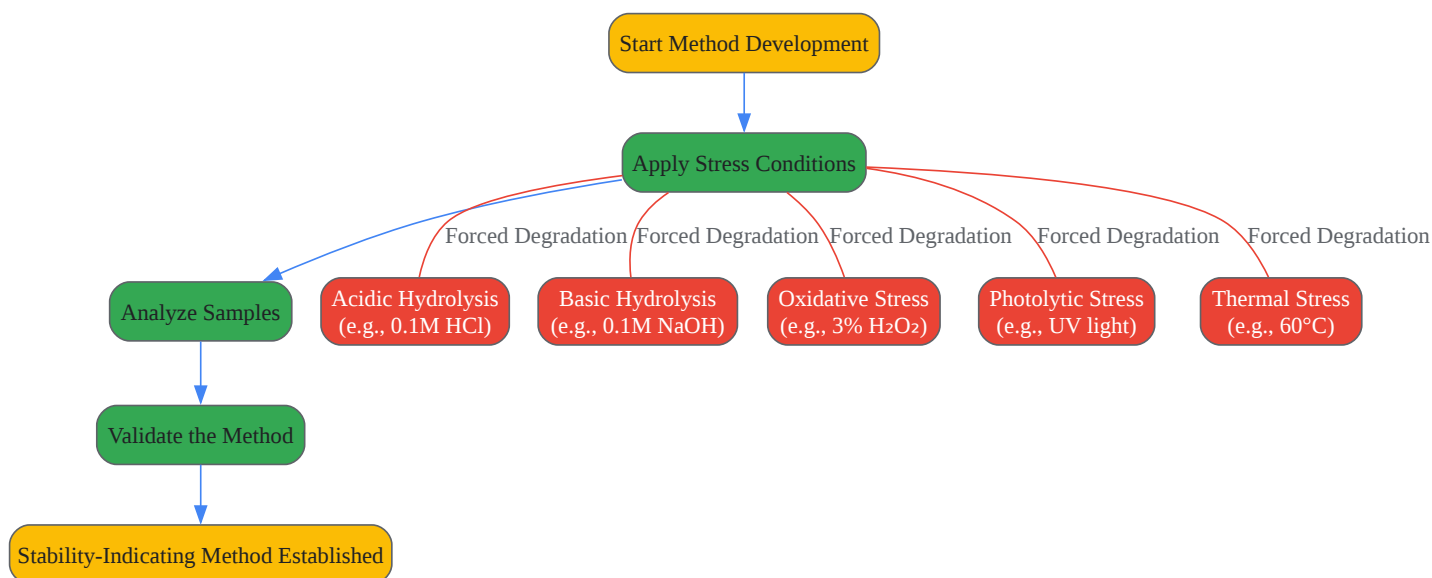 Start Method Development
Apply Stress Conditions
Forced Degradation
Forced Degradation
Forced Degradation
Forced Degradation
Forced Degradation
Analyze Samples
Acidic Hydrolysis
(e.g., 0.1M HCl)
Basic Hydrolysis
(e.g., 0.1M NaOH)
Oxidative Stress
(e.g., 3% H₂O₂)
Photolytic Stress
(e.g., UV light)
Thermal Stress
(e.g., 60°C)
Validate the Method
Stability-Indicating Method Established